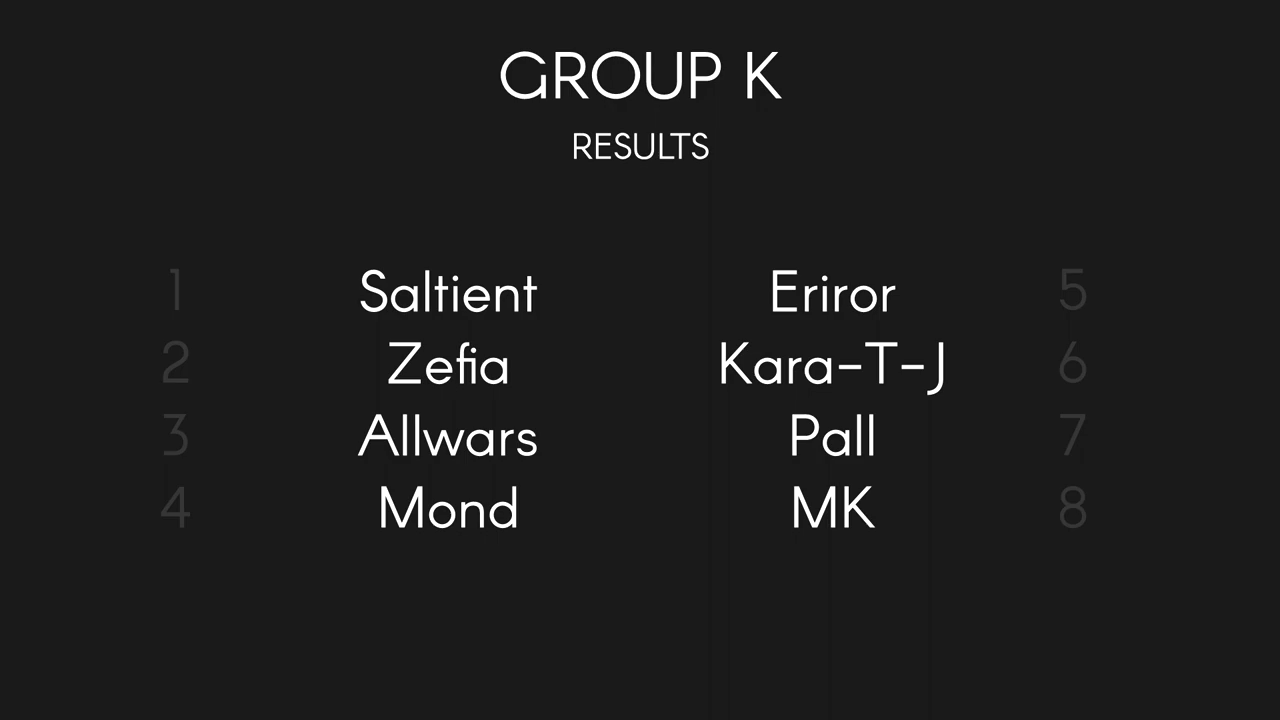 GROUP K
RESULTS
1 Saltient Eriror 5
2 Zefia Kara-T-J 6
3 Allwars Pall 7
4 Mond MK 8